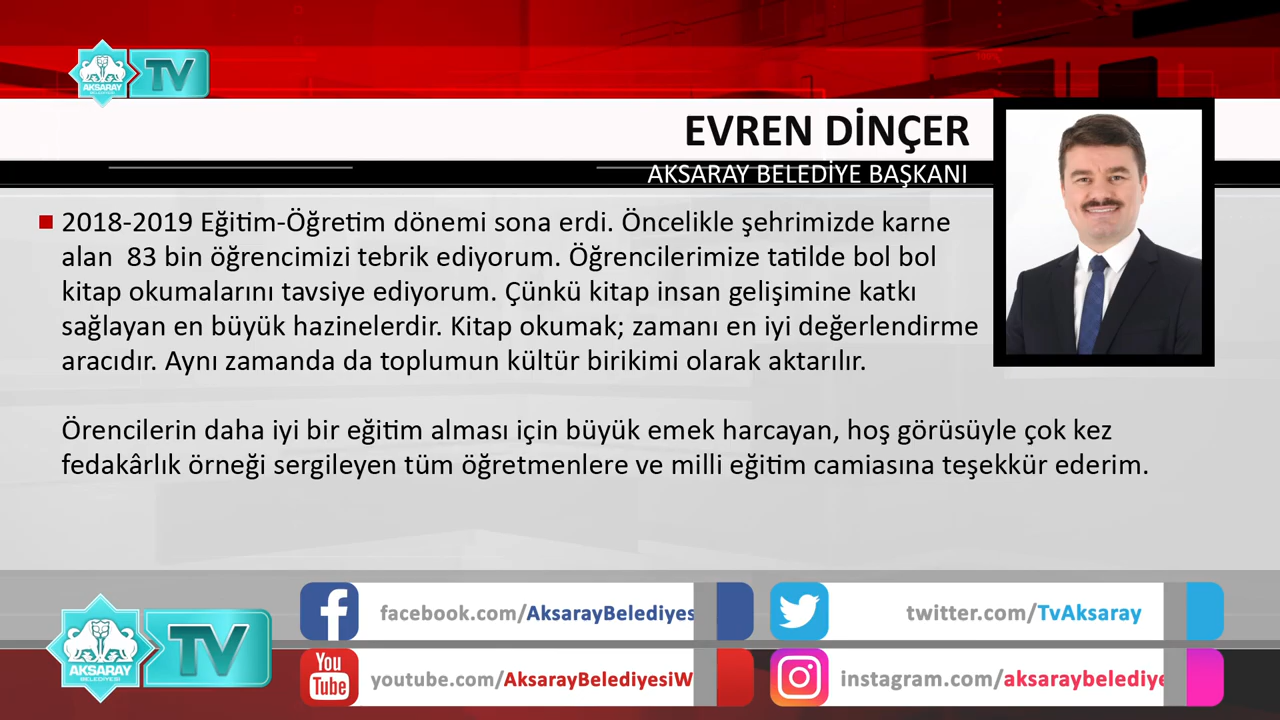 AKSARAY
BELEDİYESİ
TV
EVREN DİNÇER
AKSARAY BELEDİYE BAŞKANI
2018-2019 Eğitim-Öğretim dönemi sona erdi. Öncelikle şehrimizde karne
alan 83 bin öğrencimizi tebrik ediyorum. Öğrencilerimize tatilde bol bol
kitap okumalarını tavsiye ediyorum. Çünkü kitap insan gelişimine katkı
sağlayan en büyük hazinelerdir. Kitap okumak; zamanı en iyi değerlendirme
aracıdır. Aynı zamanda da toplumun kültür birikimi olarak aktarılır.
Örencilerin daha iyi bir eğitim alması için büyük emek harcayan, hoş görüsüyle çok kez
fedakârlık örneği sergileyen tüm öğretmenlere ve milli eğitim camiasına teşekkür ederim.
facebook.com/AksarayBelediyes
twitter.com/TvAksaray
AKSARAY
BELEDİYESİ
TV
You
Tube
youtube.com/AksarayBelediyesiW
instagram.com/aksaraybelediye